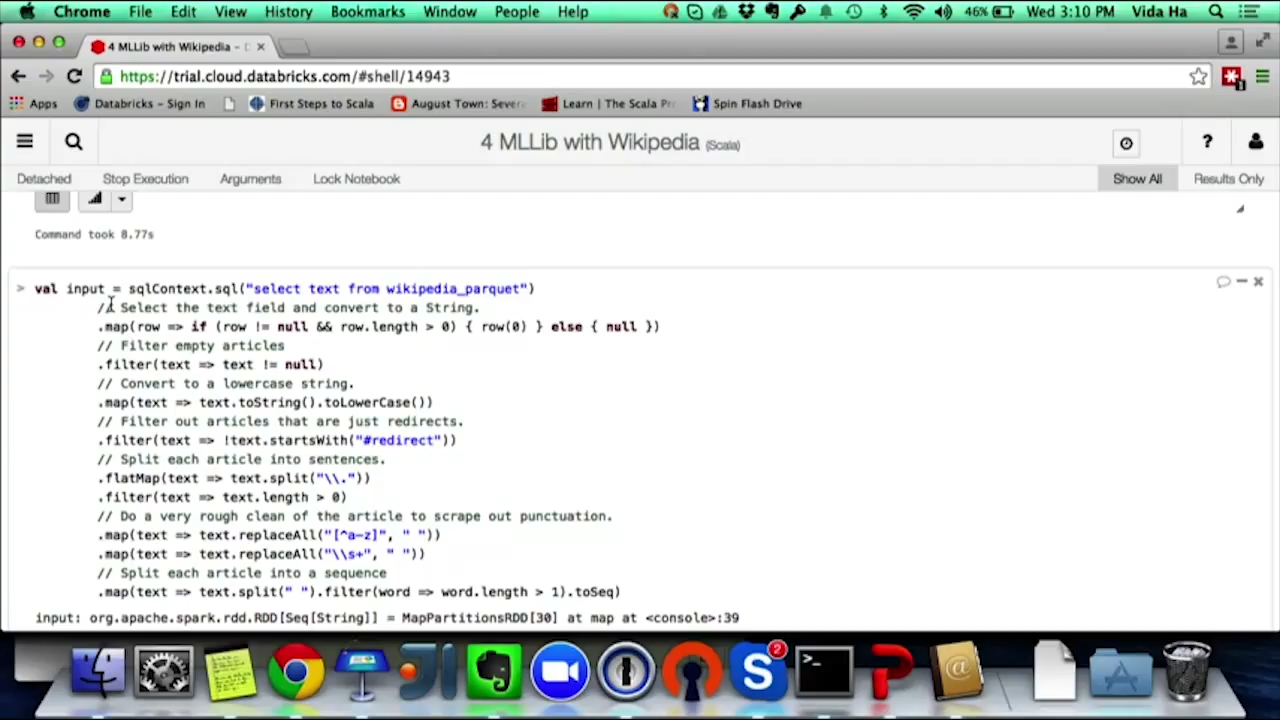 Chrome File Edit View History Bookmarks Window People Help 46% Wed 3:10 PM Vida Ha
4 MLLib with Wikipedia –
https://trial.cloud.databricks.com/#shell/14943
Apps Databricks - Sign In First Steps to Scala August Town: Severa Learn | The Scala Pr Spin Flash Drive
4 MLLib with Wikipedia (Scala) ?
Detached Stop Execution Arguments Lock Notebook Show All Results Only
Command took 8.77s
> val input = sqlContext.sql("select text from wikipedia_parquet")
// Select the text field and convert to a String.
.map(row => if (row != null && row.length > 0) { row(0) } else { null })
// Filter empty articles
.filter(text => text != null)
// Convert to a lowercase string.
.map(text => text.toString().toLowerCase())
// Filter out articles that are just redirects.
.filter(text => !text.startsWith("#redirect"))
// Split each article into sentences.
.flatMap(text => text.split("\\."))
.filter(text => text.length > 0)
// Do a very rough clean of the article to scrape out punctuation.
.map(text => text.replaceAll("[^a-z]", " "))
.map(text => text.replaceAll("\\s+", " "))
// Split each article into a sequence
.map(text => text.split(" ").filter(word => word.length > 1).toSeq)
input: org.apache.spark.rdd.RDD[Seq[String]] = MapPartitionsRDD[30] at map at <console>:39
2